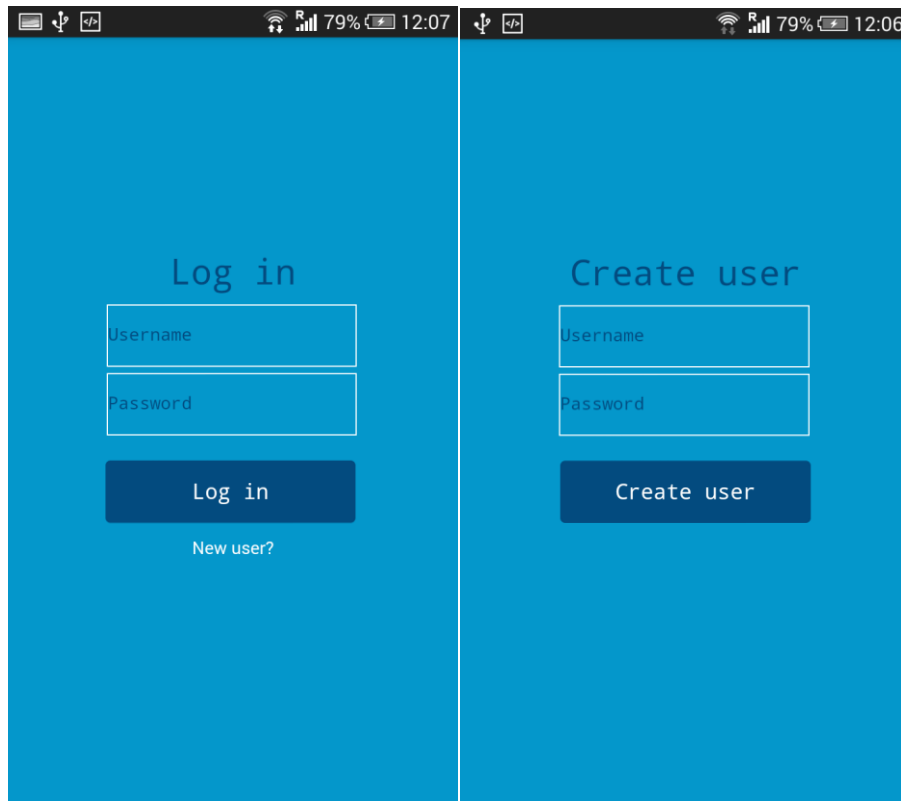 R 79% 12:07
Log in
Username
Password
Log in
New user?
R 79% 12:06
Create user
Username
Password
Create user